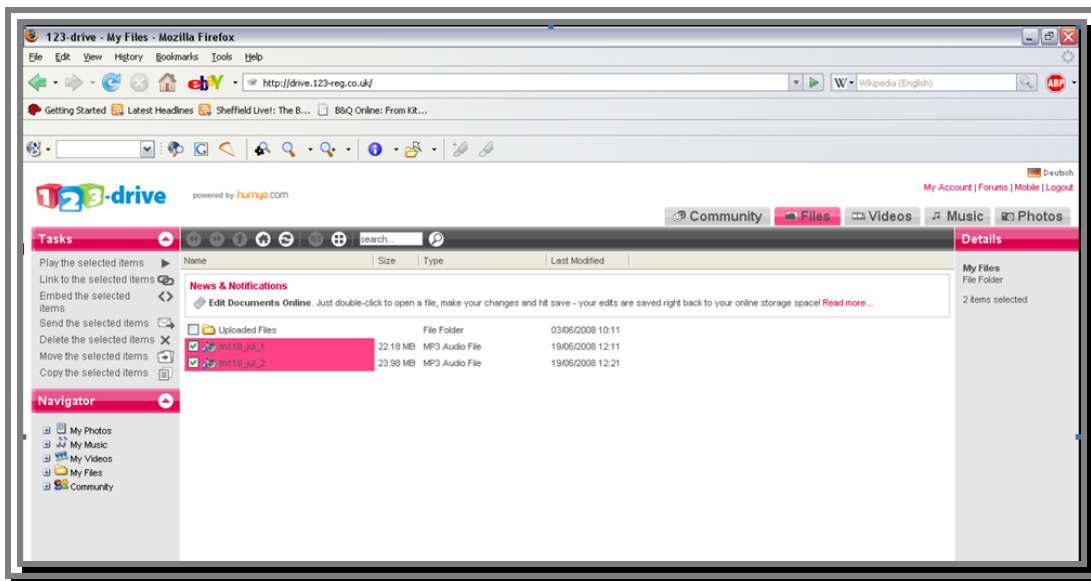 123-drive - My Files - Mozilla Firefox
File Edit View History Bookmarks Tools Help
ebY http://drive.123-reg.co.uk/ W Wikipedia (English) ABP
Getting Started Latest Headlines Sheffield Live!: The B... B&Q Online: From Kit...
Deutsch
123-drive powered by humyo.com My Account | Forums | Mobile | Logout
Community Files Videos Music Photos
Tasks search... Details
Name Size Type Last Modified
Play the selected items
Link to the selected items
Embed the selected
items
Send the selected items
Delete the selected items
Move the selected items
Copy the selected items
News & Notifications
Edit Documents Online. Just double-click to open a file, make your changes and hit save - your edits are saved right back to your online storage space! Read more...
Uploaded Files File Folder 03/06/2008 10:11
fn118_jul_1 22.18 MB MP3 Audio File 19/06/2008 12:11
fn118_jul_2 23.98 MB MP3 Audio File 19/06/2008 12:21
My Files
File Folder
2 items selected
Navigator
My Photos
My Music
My Videos
My Files
Community